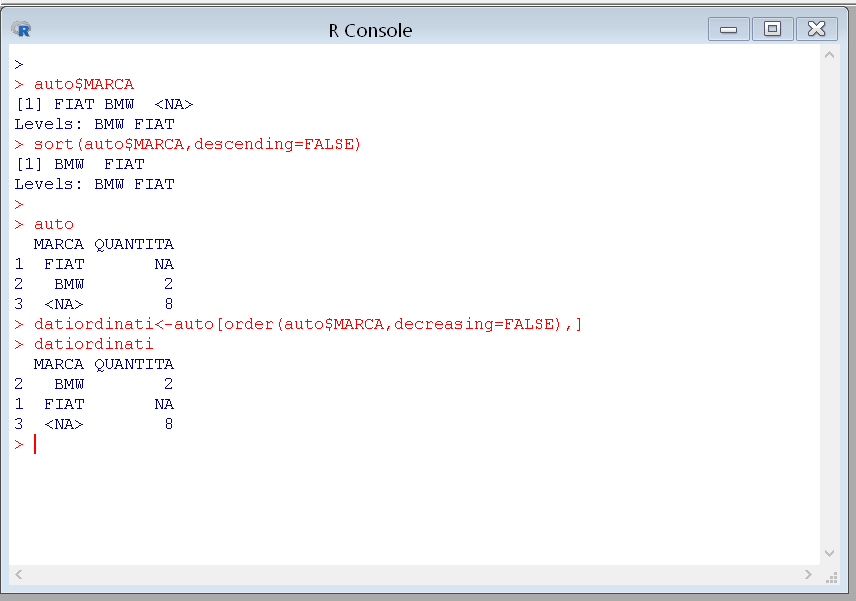 R Console
>
> auto$MARCA
[1] FIAT BMW  <NA>
Levels: BMW FIAT
> sort(auto$MARCA,descending=FALSE)
[1] BMW  FIAT
Levels: BMW FIAT
>
> auto
  MARCA QUANTITA
1  FIAT       NA
2   BMW        2
3  <NA>        8
> datiordinati<-auto[order(auto$MARCA,decreasing=FALSE),]
> datiordinati
  MARCA QUANTITA
2   BMW        2
1  FIAT       NA
3  <NA>        8
>